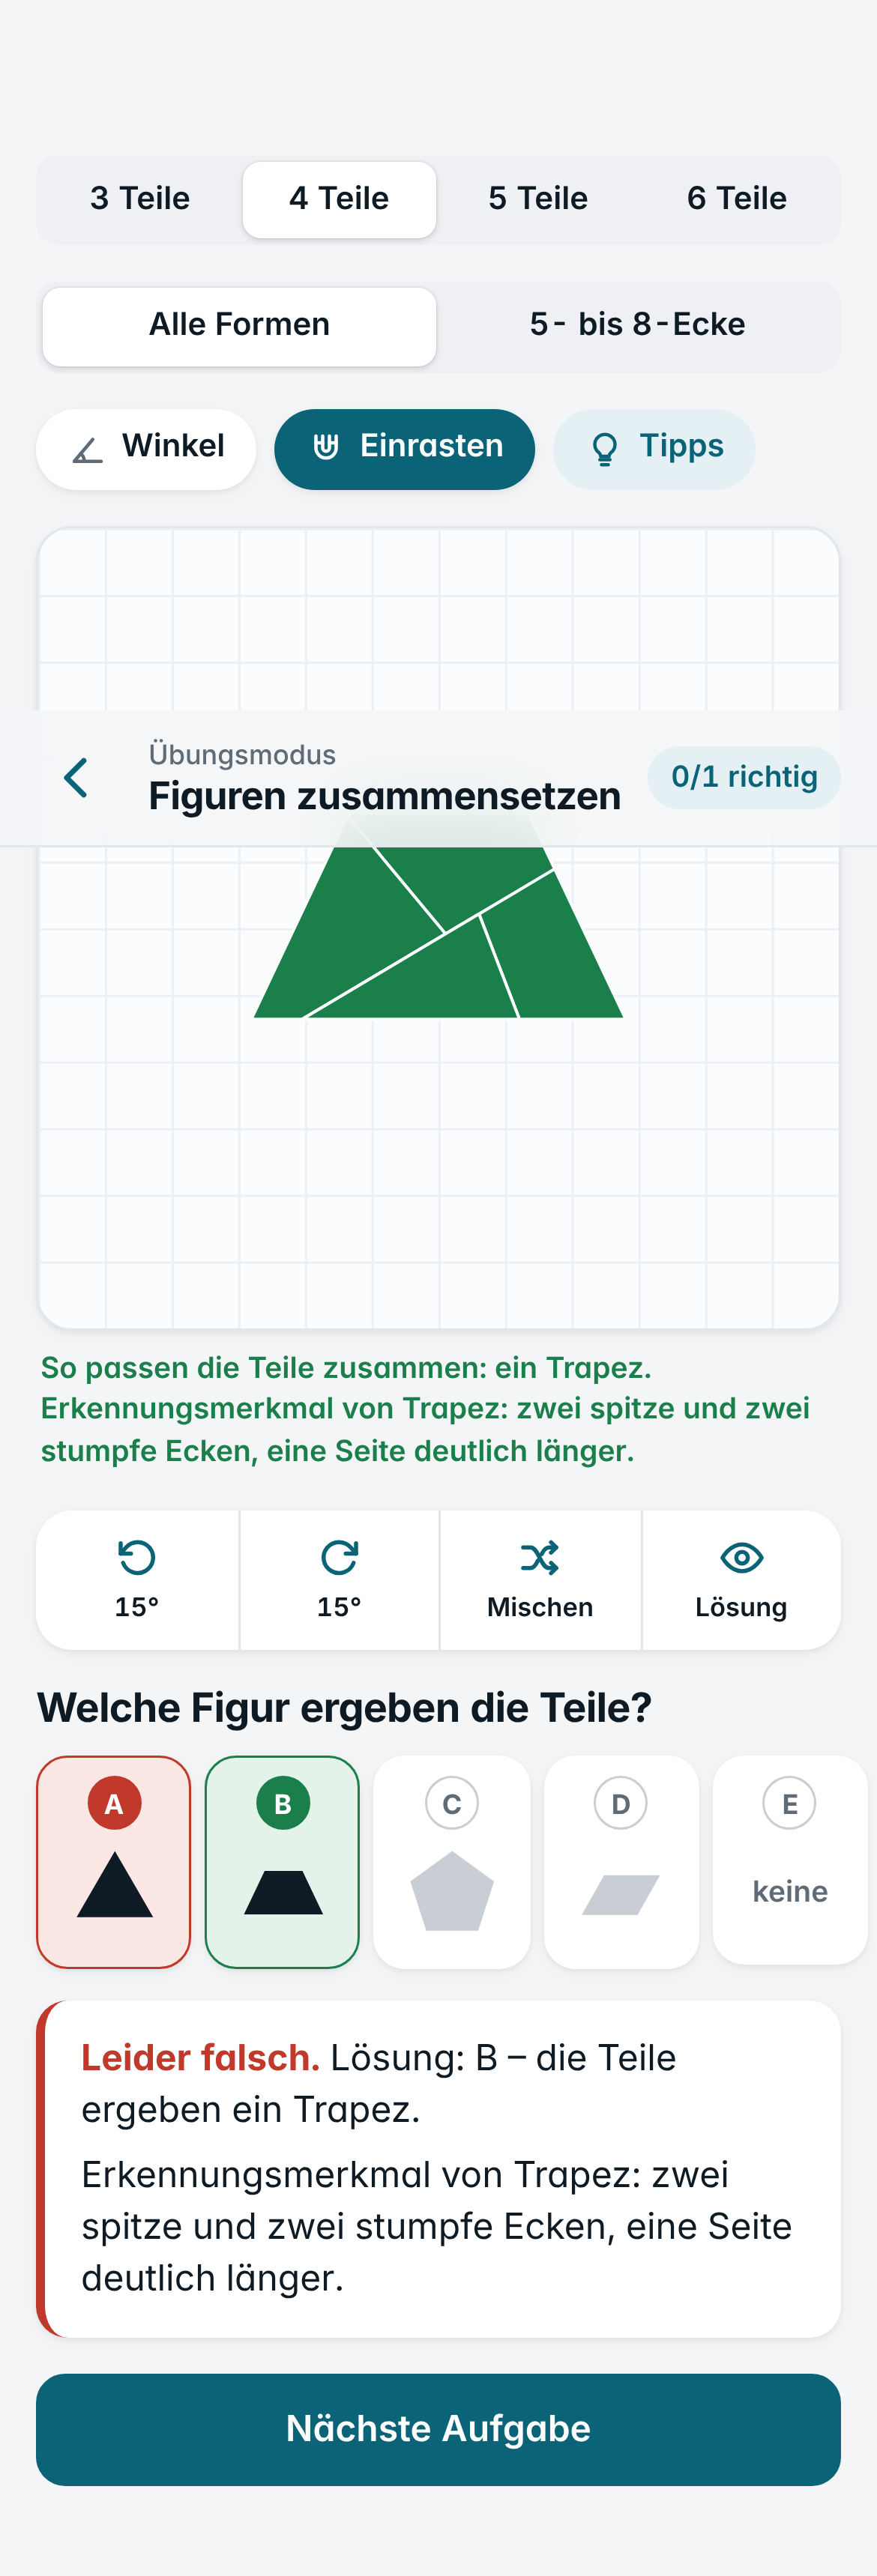 3 Teile
4 Teile
5 Teile
6 Teile
Alle Formen
5- bis 8-Ecke
Winkel
Einrasten
Tipps
Übungsmodus
Figuren zusammensetzen
0/1 richtig
So passen die Teile zusammen: ein Trapez.
Erkennungsmerkmal von Trapez: zwei spitze und zwei
stumpfe Ecken, eine Seite deutlich länger.
15°
15°
Mischen
Lösung
Welche Figur ergeben die Teile?
A
B
C
D
E
keine
Leider falsch. Lösung: B – die Teile
ergeben ein Trapez.
Erkennungsmerkmal von Trapez: zwei
spitze und zwei stumpfe Ecken, eine Seite
deutlich länger.
Nächste Aufgabe